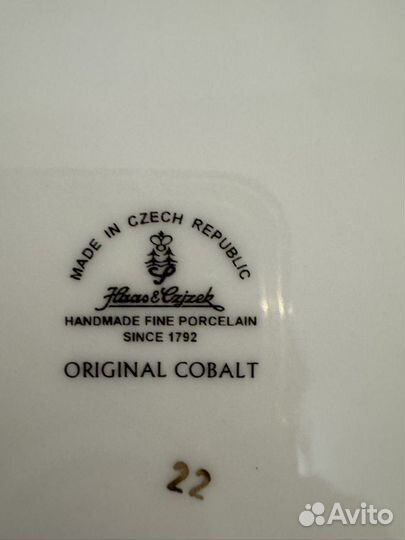 MADE IN CZECH REPUBLIC
S
Haas & Czjzek
HANDMADE FINE PORCELAIN
SINCE 1792
ORIGINAL COBALT
22
Avito